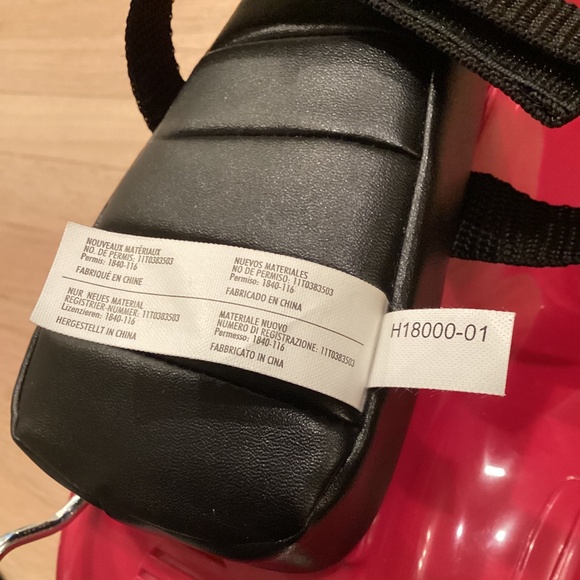 NOUVEAUX MATÉRIAUX
NO. DE PERMIS: 11T0383503
Permis: 1840-116
FABRIQUÉ EN CHINE
NUEVOS MATERIALES
NO DE PERMISO: 11T0383503
Permiso: 1840-116
FABRICADO EN CHINA
NUR NEUES MATERIAL
REGISTRIER-NUMMER: 11T0383503
Lizenzieren: 1840-116
HERGESTELLT IN CHINA
MATERIALE NUOVO
NUMERO DI REGISTRAZIONE: 11T0383503
Permesso: 1840-116
FABBRICATO IN CINA
H18000-01